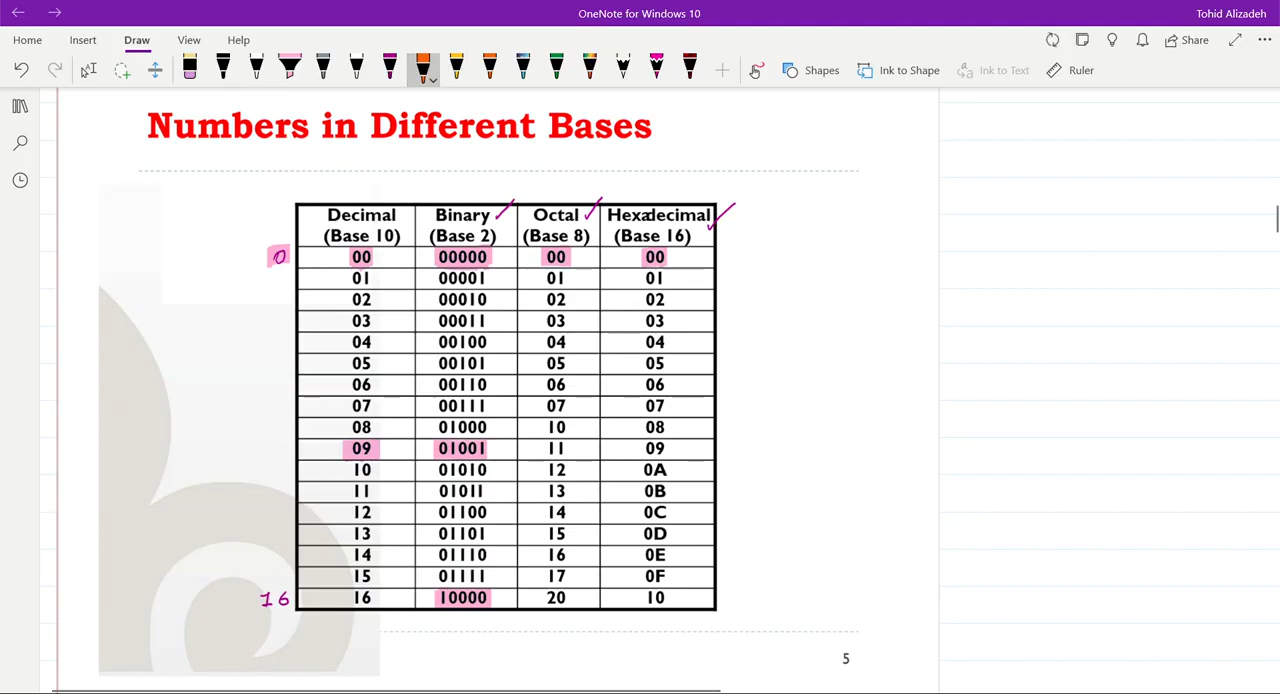 OneNote for Windows 10
Tohid Alizadeh
Home Insert Draw View Help
Share
Shapes Ink to Shape Ink to Text Ruler
Numbers in Different Bases
Decimal Binary Octal Hexadecimal
(Base 10) (Base 2) (Base 8) (Base 16)
0 00 00000 00 00
01 00001 01 01
02 00010 02 02
03 00011 03 03
04 00100 04 04
05 00101 05 05
06 00110 06 06
07 00111 07 07
08 01000 10 08
09 01001 11 09
10 01010 12 0A
11 01011 13 0B
12 01100 14 0C
13 01101 15 0D
14 01110 16 0E
15 01111 17 0F
16 16 10000 20 10
5